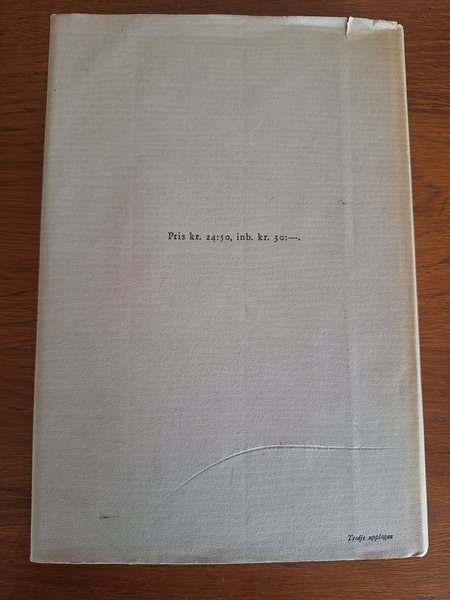 Pris kr. 24:50, inb. kr. 30:—.
Tredje upplagan